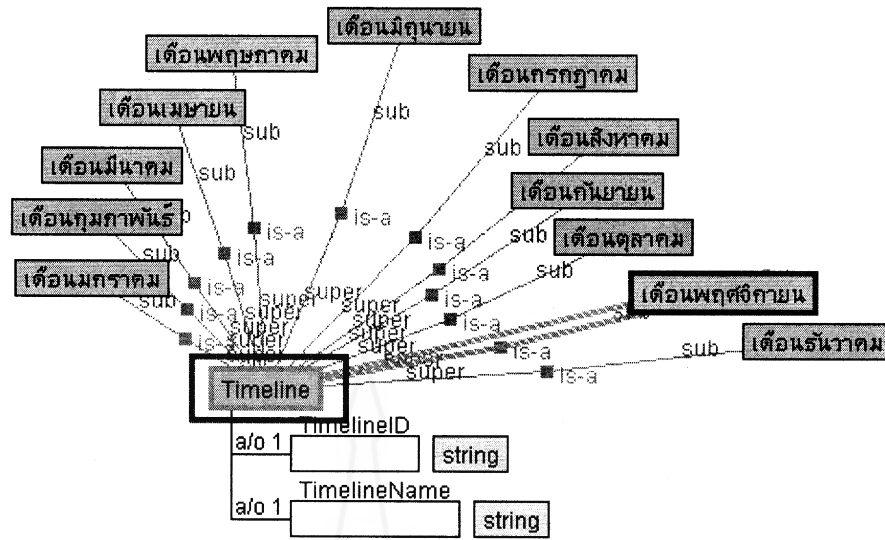 เดือนมิถุนายน
เดือนพฤษภาคม
เดือนกรกฎาคม
เดือนเมษายน
sub
sub
sub
เดือนสิงหาคม
sub
เดือนมีนาคม
sub
เดือนกันยายน
เดือนกุมภาพันธ์
is-a
is-a
is-a
sub
เดือนตุลาคม
sub
is-a
sub
เดือนมกราคม
is-a
sub
is-a
super
super
is-a
เดือนพฤศจิกายน
is-a
super
super
is-a
is-a
super
super
super
is-a
sub
เดือนธันวาคม
super
is-a
Timeline
TimelineID
a/o 1
string
TimelineName
a/o 1
string